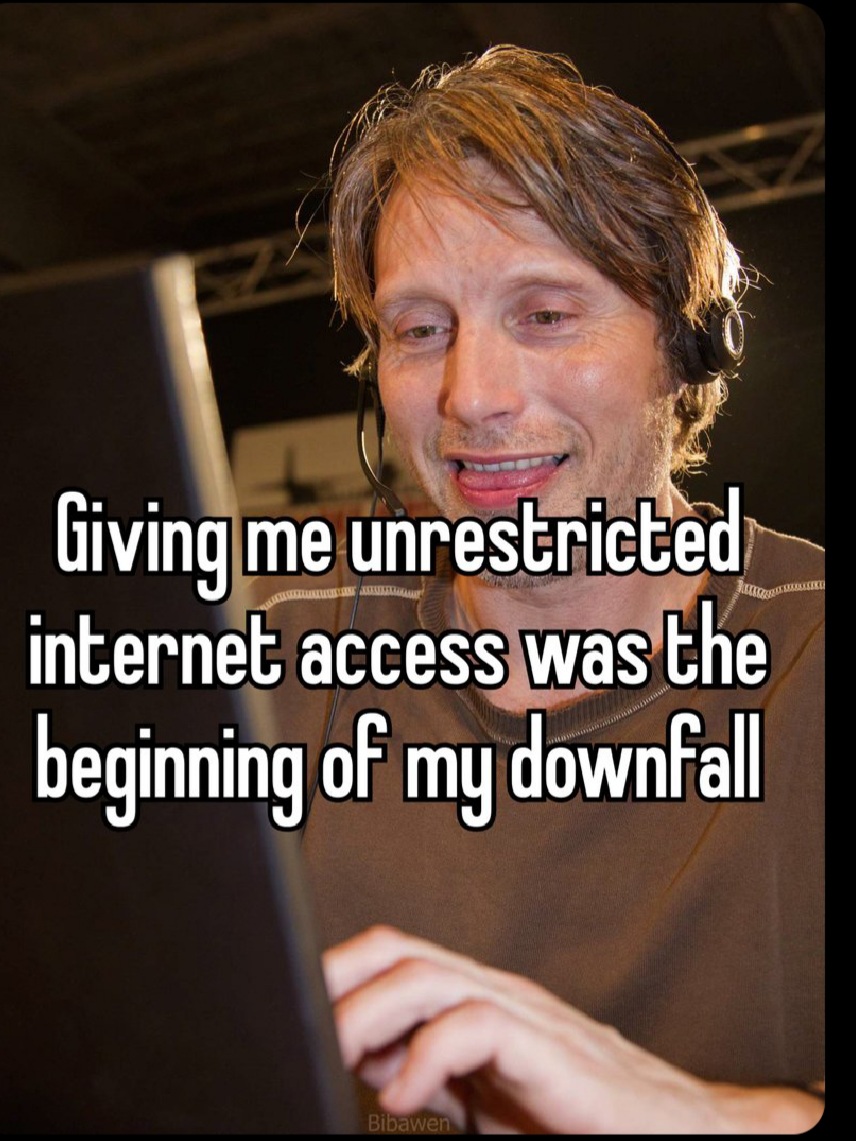 Giving me unrestricted
internet access was the
beginning of my downfall
Bibawen